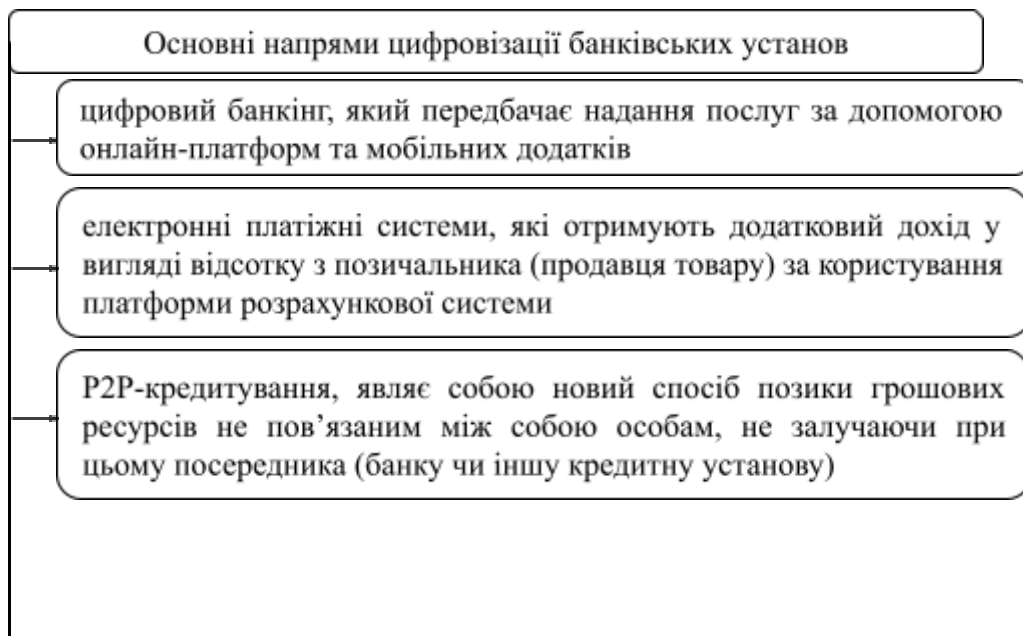 Основні напрями цифровізації банківських установ
цифровий банкінг, який передбачає надання послуг за допомогою
онлайн-платформ та мобільних додатків
електронні платіжні системи, які отримують додатковий дохід у
вигляді відсотку з позичальника (продавця товару) за користування
платформи розрахункової системи
Р2Р-кредитування, являє собою новий спосіб позики грошових
ресурсів не пов’язаним між собою особам, не залучаючи при
цьому посередника (банку чи іншу кредитну установу)